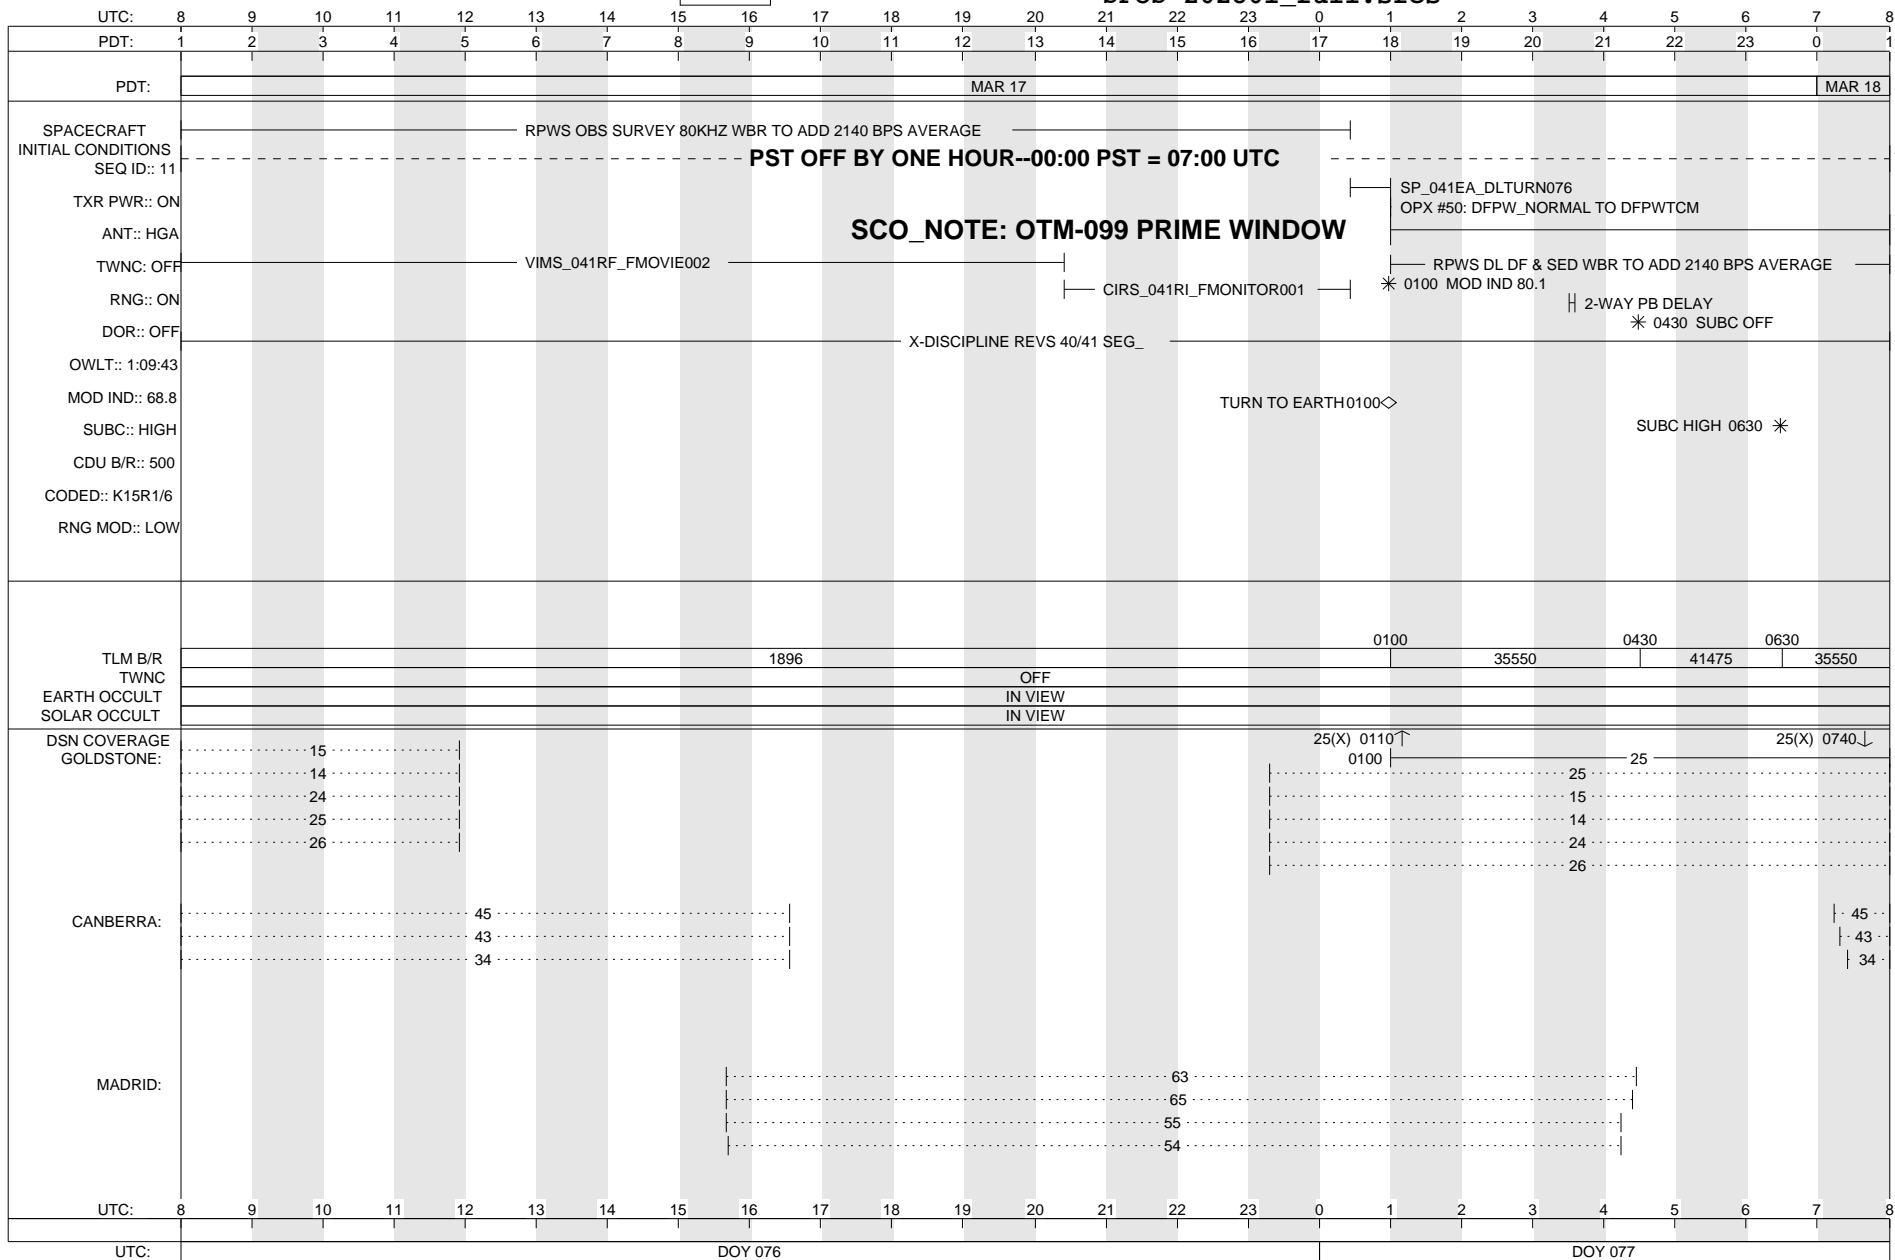 UTC: 8 9 10 11 12 13 14 15 16 17 18 19 20 21 22 23 0 1 2 3 4 5 6 7 8
PDT: 1 2 3 4 5 6 7 8 9 10 11 12 13 14 15 16 17 18 19 20 21 22 23 0 1
PDT: MAR 17 MAR 18
SPACECRAFT
INITIAL CONDITIONS
RPWS OBS SURVEY 80KHZ WBR TO ADD 2140 BPS AVERAGE
SEQ ID:: 11
PST OFF BY ONE HOUR--00:00 PST = 07:00 UTC
SP_041EA_DLTURN076
TXR PWR:: ON
OPX #50: DFPW_NORMAL TO DFPWTCM
ANT:: HGA
SCO_NOTE: OTM-099 PRIME WINDOW
TWNC: OFF
VIMS_041RF_FMOVIE002
RPWS DL DF & SED WBR TO ADD 2140 BPS AVERAGE
0100 MOD IND 80.1
CIRS_041RI_FMONITOR001
RNG:: ON
2-WAY PB DELAY
0430 SUBC OFF
DOR:: OFF
X-DISCIPLINE REVS 40/41 SEG_
OWLT:: 1:09:43
MOD IND:: 68.8
TURN TO EARTH 0100
SUBC:: HIGH
SUBC HIGH 0630
CDU B/R:: 500
CODED:: K15R1/6
RNG MOD:: LOW
0100 0430 0630
TLM B/R 1896 35550 41475 35550
TWNC OFF
EARTH OCCULT IN VIEW
SOLAR OCCULT IN VIEW
DSN COVERAGE
25(X) 0110 25(X) 0740
GOLDSTONE: 15 0100 25
14 25
24 15
25 14
26 24
26
CANBERRA: 45 45
43 43
34 34
MADRID: 63
65
55
54
UTC: 8 9 10 11 12 13 14 15 16 17 18 19 20 21 22 23 0 1 2 3 4 5 6 7 8
UTC: DOY 076 DOY 077